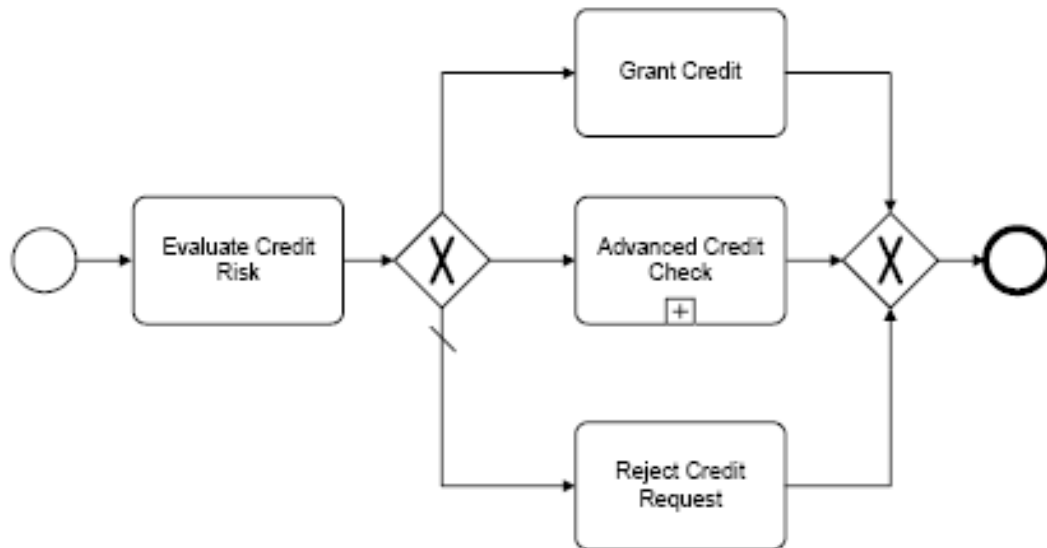 Grant Credit
Evaluate Credit
Risk
X
Advanced Credit
Check
X
+
Reject Credit
Request